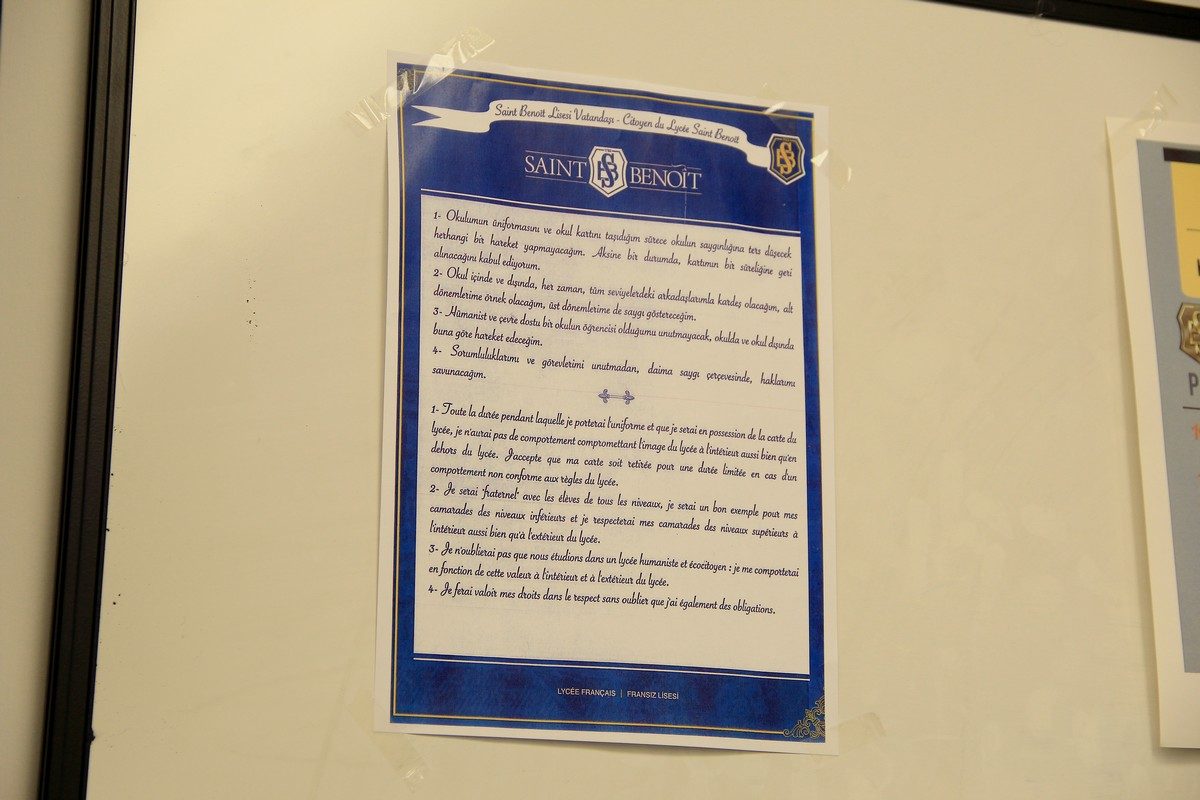 Saint Benoît Lisesi Vatandaşı - Citoyen du Lycée Saint Benoît
SAINT BENOÎT
1- Okulumun üniformasını ve okul kartını taşıdığım sürece okulun saygınlığına ters düşecek
herhangi bir hareket yapmayacağım. Aksine bir durumda, kartımın bir süreliğine geri
alınacağını kabul ediyorum.
2- Okul içinde ve dışında, her zaman, tüm seviyelerdeki arkadaşlarımla kardeş olacağım, alt
dönemlerime örnek olacağım, üst dönemlerime de saygı göstereceğim.
3- Hümanist ve çevre dostu bir okulun öğrencisi olduğumu unutmayacak, okulda ve okul dışında
buna göre hareket edeceğim.
4- Sorumluluklarımı ve görevlerimi unutmadan, daima saygı çerçevesinde, haklarımı
savunacağım.
1- Toute la durée pendant laquelle je porterai l'uniforme et que je serai en possession de la carte du
lycée, je n'aurai pas de comportement compromettant l'image du lycée à l'intérieur aussi bien qu'en
dehors du lycée. J'accepte que ma carte soit retirée pour une durée limitée en cas d'un
comportement non conforme aux règles du lycée.
2- Je serai "fraternel" avec les élèves de tous les niveaux, je serai un bon exemple pour mes
camarades des niveaux inférieurs et je respecterai mes camarades des niveaux supérieurs à
l'intérieur aussi bien qu'à l'extérieur du lycée.
3- Je n'oublierai pas que nous étudions dans un lycée humaniste et écocitoyen : je me comporterai
en fonction de cette valeur à l'intérieur et à l'extérieur du lycée.
4- Je ferai valoir mes droits dans le respect sans oublier que j'ai également des obligations.
LYCÉE FRANÇAIS | FRANSIZ LİSESİ